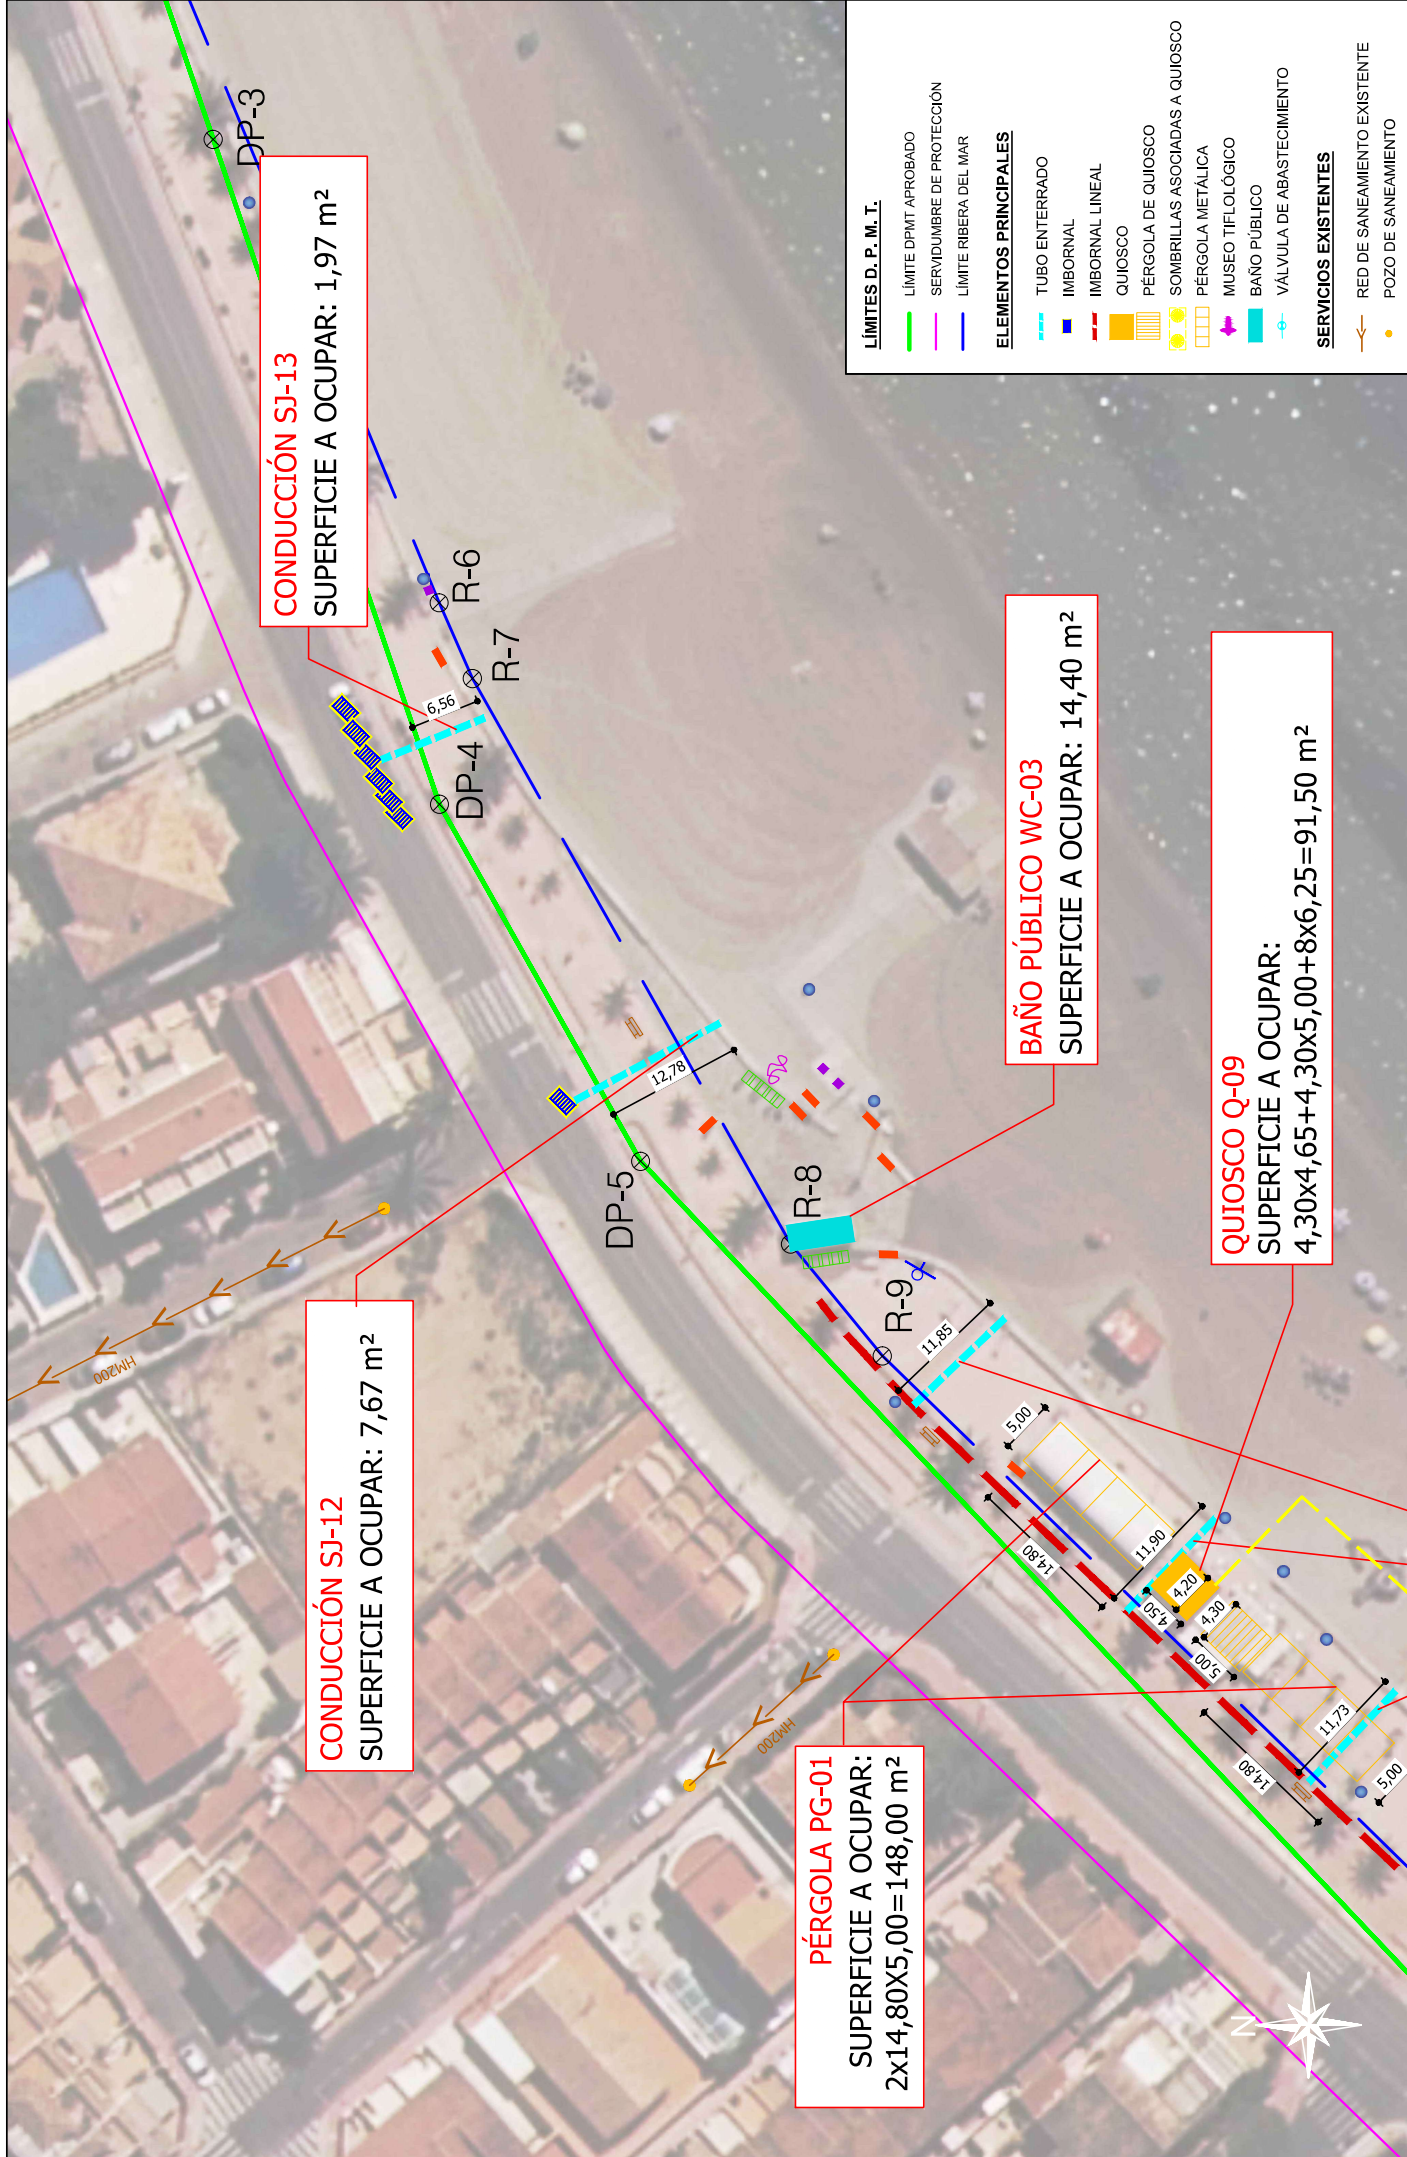 CONDUCCIÓN SJ-12
SUPERFICIE A OCUPAR: 7,67 m²
CONDUCCIÓN SJ-13
SUPERFICIE A OCUPAR: 1,97 m²
PÉRGOLA PG-01
SUPERFICIE A OCUPAR:
2x14,80X5,00=148,00 m²
BAÑO PÚBLICO WC-03
SUPERFICIE A OCUPAR: 14,40 m²
QUIOSCO Q-09
SUPERFICIE A OCUPAR:
4,30x4,65+4,30x5,00+8x6,25=91,50 m²
DP-3
DP-4
DP-5
R-6
R-7
R-8
R-9
HM200
HM200
6,56
12,78
11,85
5,00
14,80
11,90
4,20
4,50
4,30
5,00
11,73
14,80
5,00
N
LÍMITES D. P. M. T.
LÍMITE DPMT APROBADO
SERVIDUMBRE DE PROTECCIÓN
LÍMITE RIBERA DEL MAR
ELEMENTOS PRINCIPALES
TUBO ENTERRADO
IMBORNAL
IMBORNAL LINEAL
QUIOSCO
PÉRGOLA DE QUIOSCO
SOMBRILLAS ASOCIADAS A QUIOSCO
PÉRGOLA METÁLICA
MUSEO TIFLOLÓGICO
BAÑO PÚBLICO
VÁLVULA DE ABASTECIMIENTO
SERVICIOS EXISTENTES
RED DE SANEAMIENTO EXISTENTE
POZO DE SANEAMIENTO